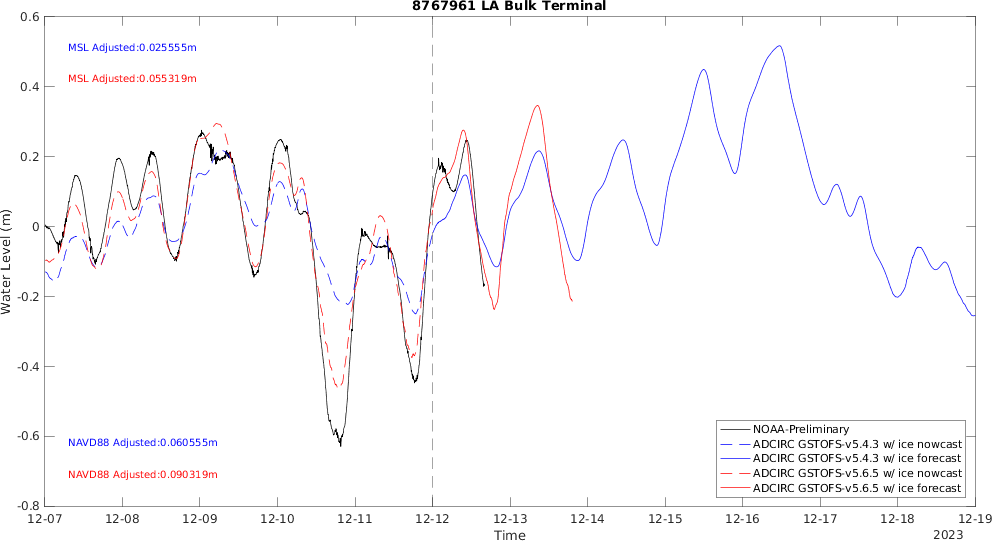 8767961 LA Bulk Terminal
MSL Adjusted:0.025555m
MSL Adjusted:0.055319m
NAVD88 Adjusted:0.060555m
NAVD88 Adjusted:0.090319m
Water Level (m)
0.6
0.4
0.2
0
-0.2
-0.4
-0.6
-0.8
NOAA-Preliminary
ADCIRC GSTOFS-v5.4.3 w/ ice nowcast
ADCIRC GSTOFS-v5.4.3 w/ ice forecast
ADCIRC GSTOFS-v5.6.5 w/ ice nowcast
ADCIRC GSTOFS-v5.6.5 w/ ice forecast
12-07 12-08 12-09 12-10 12-11 12-12 12-13 12-14 12-15 12-16 12-17 12-18 12-19
Time
2023